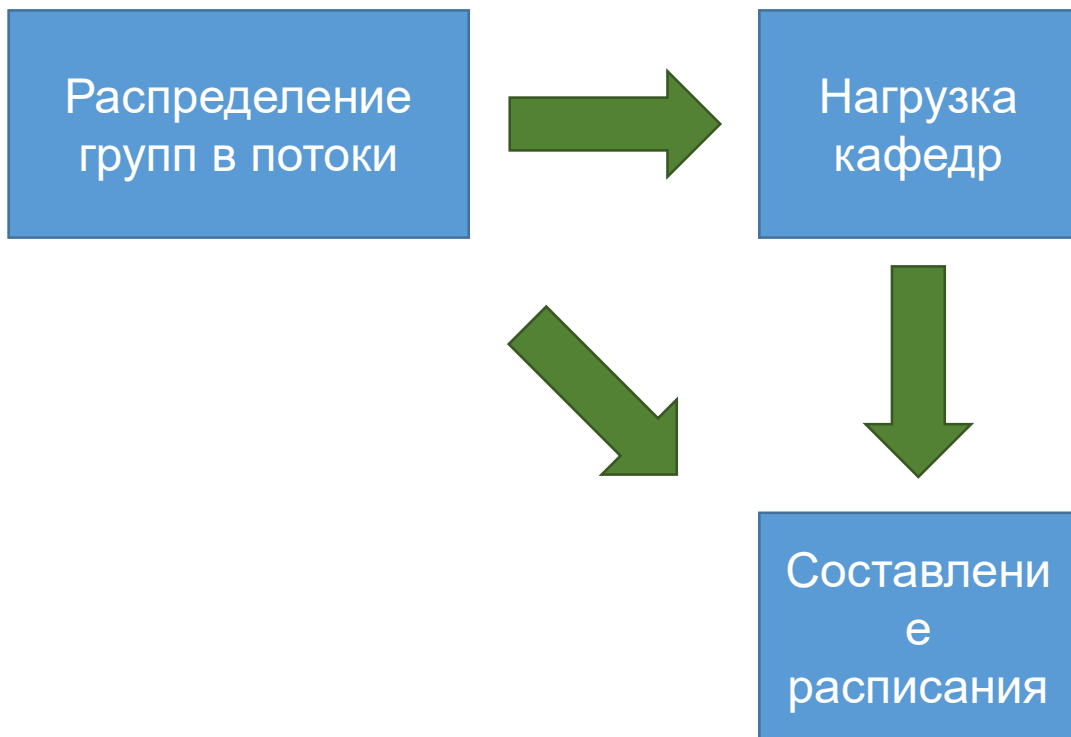 Распределение
групп в потоки
Нагрузка
кафедр
Составлени
е
расписания